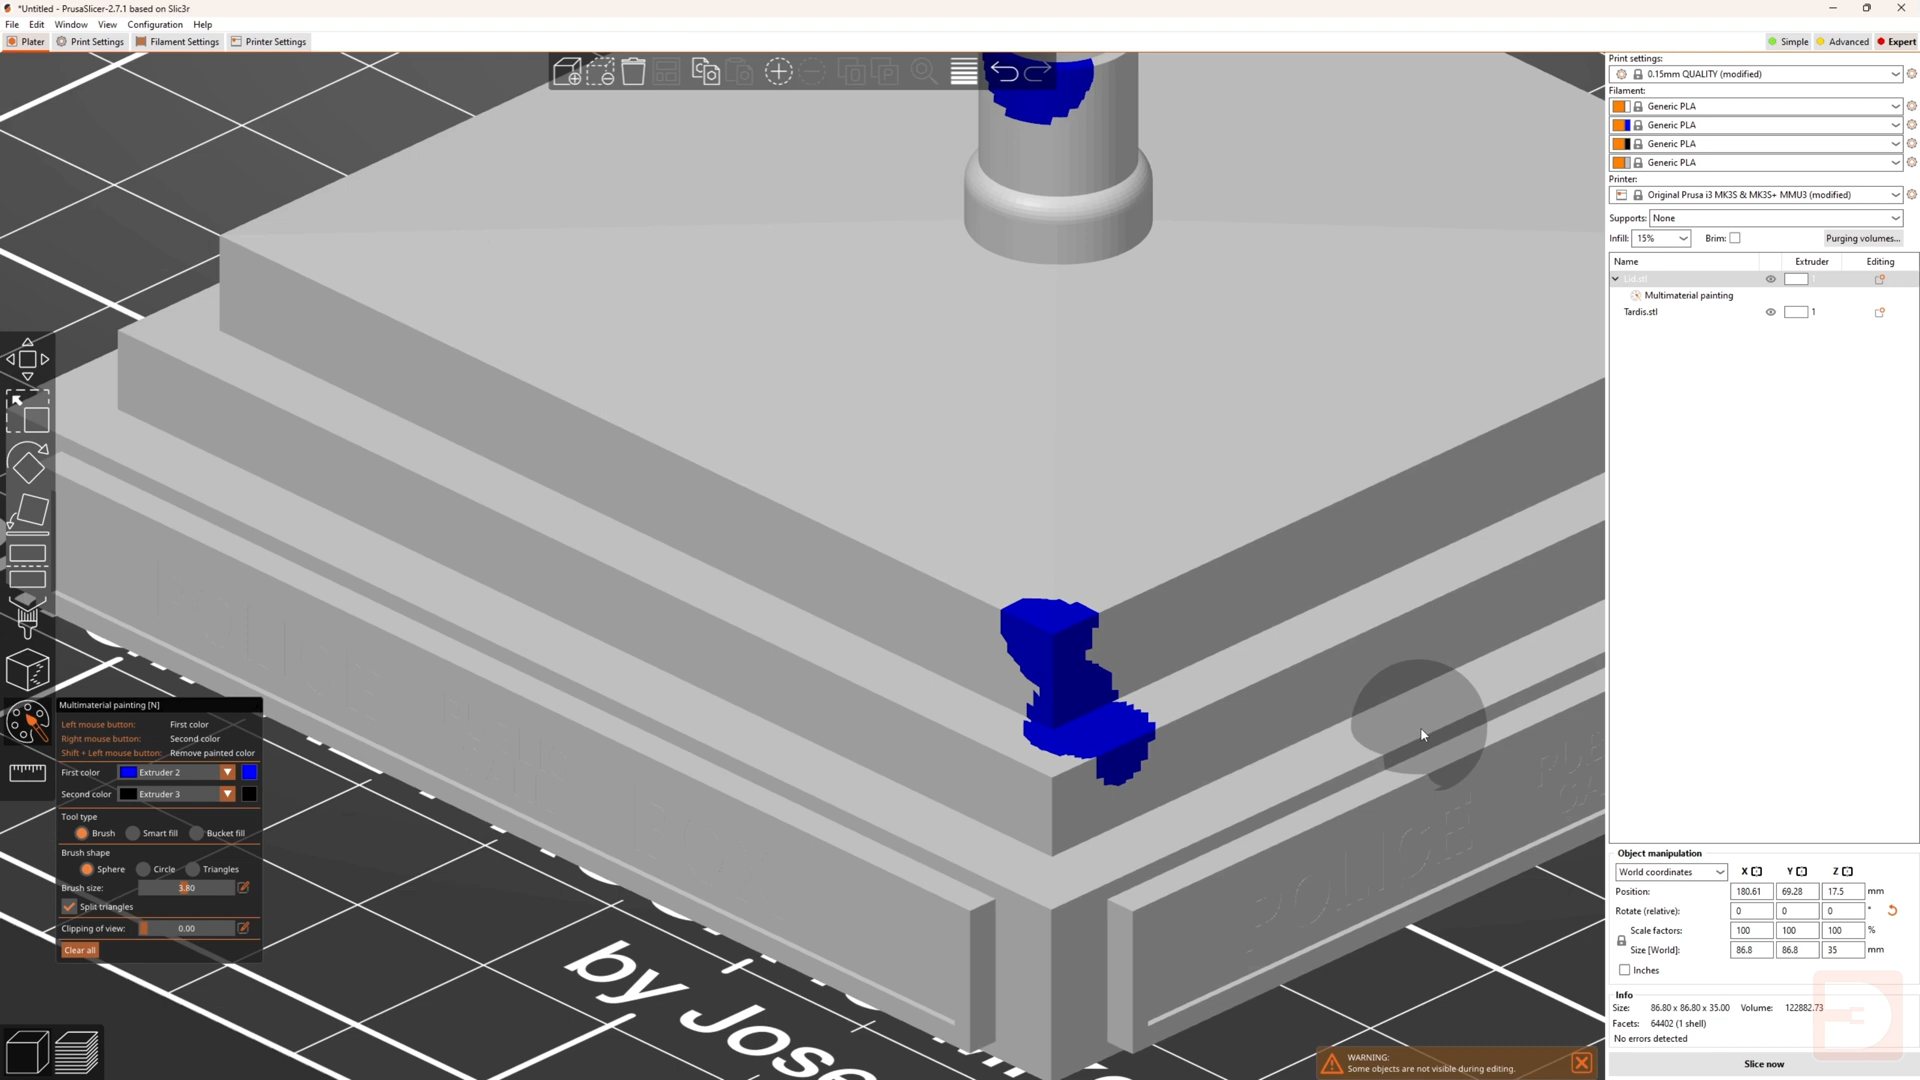 *Untitled - PrusaSlicer-2.7.1 based on Slic3r
File Edit Window View Configuration Help
Plater Print Settings Filament Settings Printer Settings
Simple Advanced Expert
Print settings:
0.15mm QUALITY (modified)
Filament:
Generic PLA
Generic PLA
Generic PLA
Generic PLA
Printer:
Original Prusa i3 MK3S & MK3S+ MMU3 (modified)
Supports: None
Infill: 15% Brim: Purging volumes...
Name Extruder Editing
Lid.stl 1
Multimaterial painting
Tardis.stl 1
Multimaterial painting [N]
Left mouse button: First color
Right mouse button: Second color
Shift + Left mouse button: Remove painted color
First color Extruder 2
Second color Extruder 3
Tool type
Brush Smart fill Bucket fill
Brush shape
Sphere Circle Triangles
Brush size: 3.80
Split triangles
Clipping of view: 0.00
Clear all
POLICE
by Jose
WARNING:
Some objects are not visible during editing.
Object manipulation
World coordinates X Y Z
Position: 180.61 69.28 17.5 mm
Rotate (relative): 0 0 0 °
Scale factors: 100 100 100 %
Size [World]: 86.8 86.8 35 mm
Inches
Info
Size: 86.80 x 86.80 x 35.00 Volume: 122882.73
Facets: 64402 (1 shell)
No errors detected
Slice now